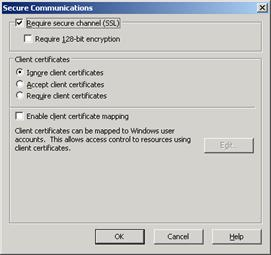 Secure Communications
Require secure channel (SSL)
Require 128-bit encryption
Client certificates
Ignore client certificates
Accept client certificates
Require client certificates
Enable client certificate mapping
Client certificates can be mapped to Windows user
accounts. This allows access control to resources using
client certificates.
Edit...
OK
Cancel
Help